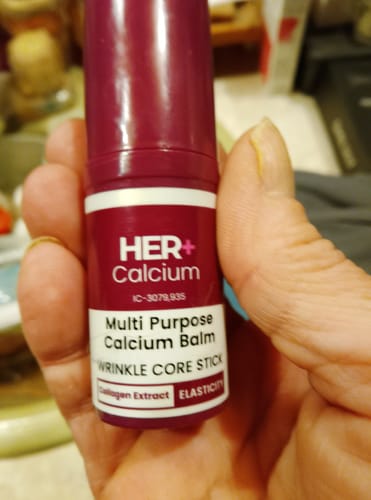 HER+
Calcium
IC-3079,935
Multi Purpose
Calcium Balm
WRINKLE CORE STICK
Collagen Extract ELASTICITY